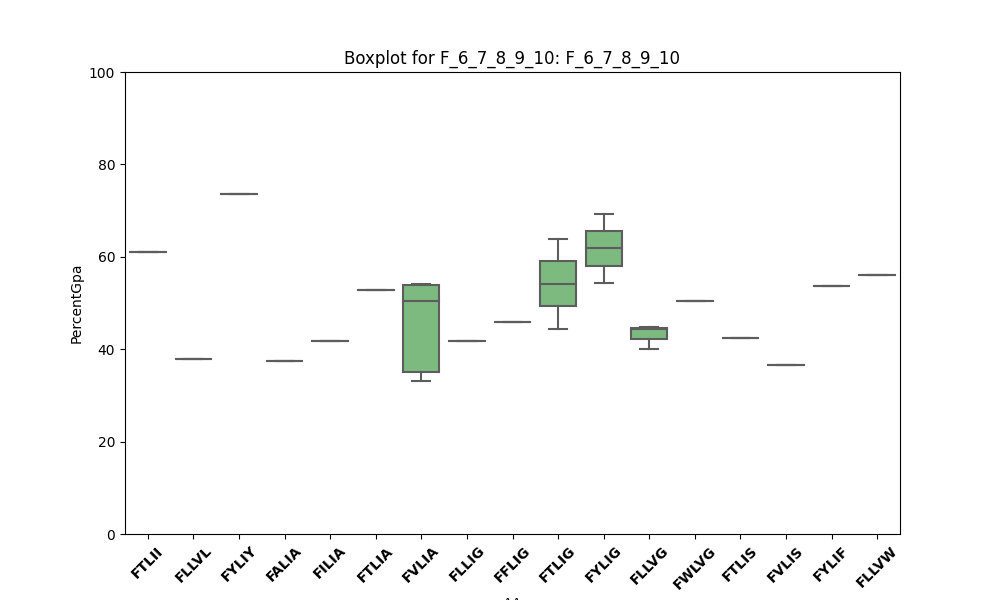 Boxplot for F_6_7_8_9_10: F_6_7_8_9_10
PercentGpa
100
80
60
40
20
0
FTLII
FLLVL
FYLIY
FALIA
FILIA
FTLIA
FVLIA
FLLIG
FFLIG
FTLIG
FYLIG
FLLVG
FWLVG
FTLIS
FVLIS
FYLIF
FLLVW